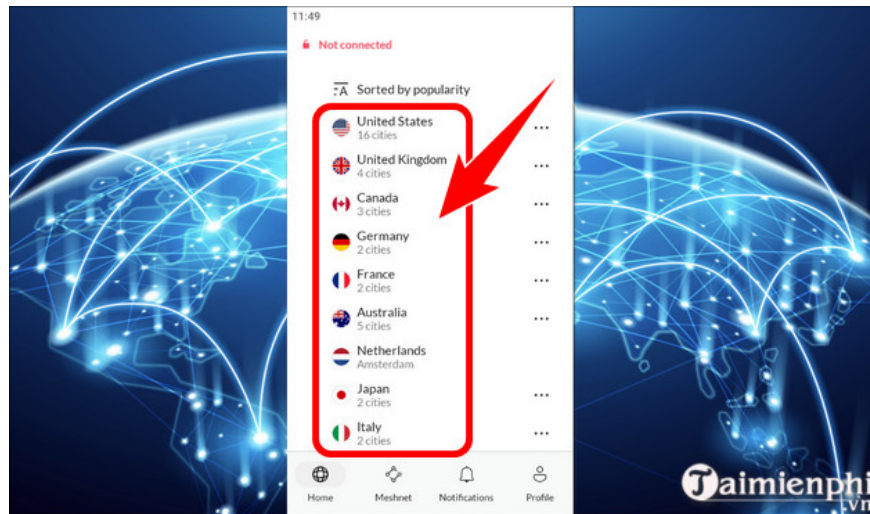 11:49
Not connected
Sorted by popularity
United States
16 cities
United Kingdom
4 cities
Canada
3 cities
Germany
2 cities
France
2 cities
Australia
5 cities
Netherlands
Amsterdam
Japan
2 cities
Italy
2 cities
Home Meshnet Notifications Profile
Taimienphi
.vn